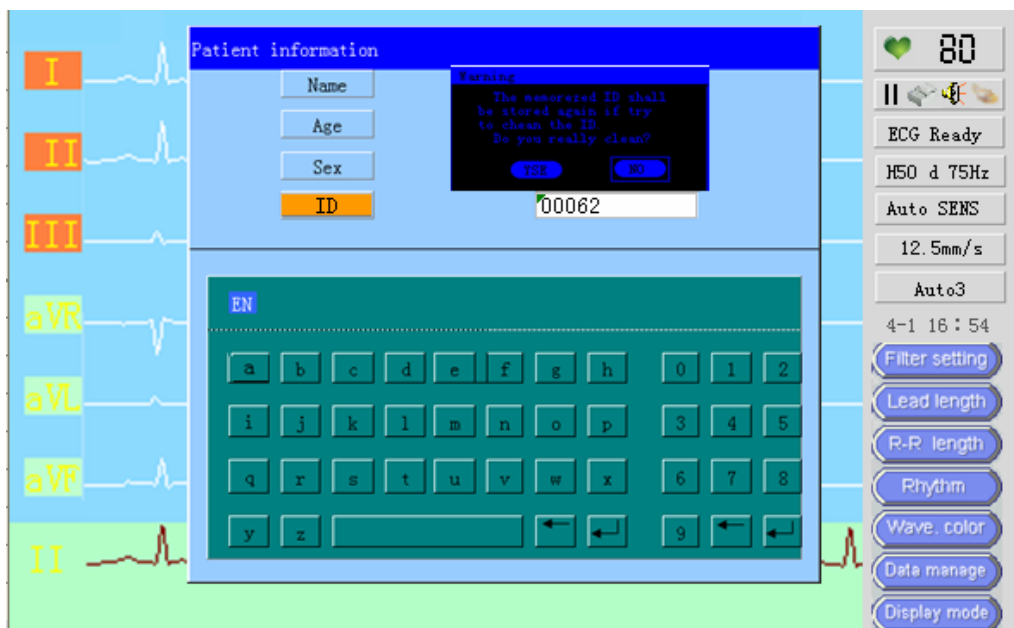 Patient information
Name
Age
Sex
ID
00062
Warning
The memorered ID shall
be stored again if try
to chean the ID.
Do you really clean?
YSE
NO
EN
a b c d e f g h 0 1 2
i j k l m n o p 3 4 5
q r s t u v w x 6 7 8
y z 9
I
II
III
aVR
aVL
aVF
II
80
ECG Ready
H50 d 75Hz
Auto SENS
12.5mm/s
Auto3
4-1 16:54
Filter setting
Lead length
R-R length
Rhythm
Wave. color
Data manage
Display mode